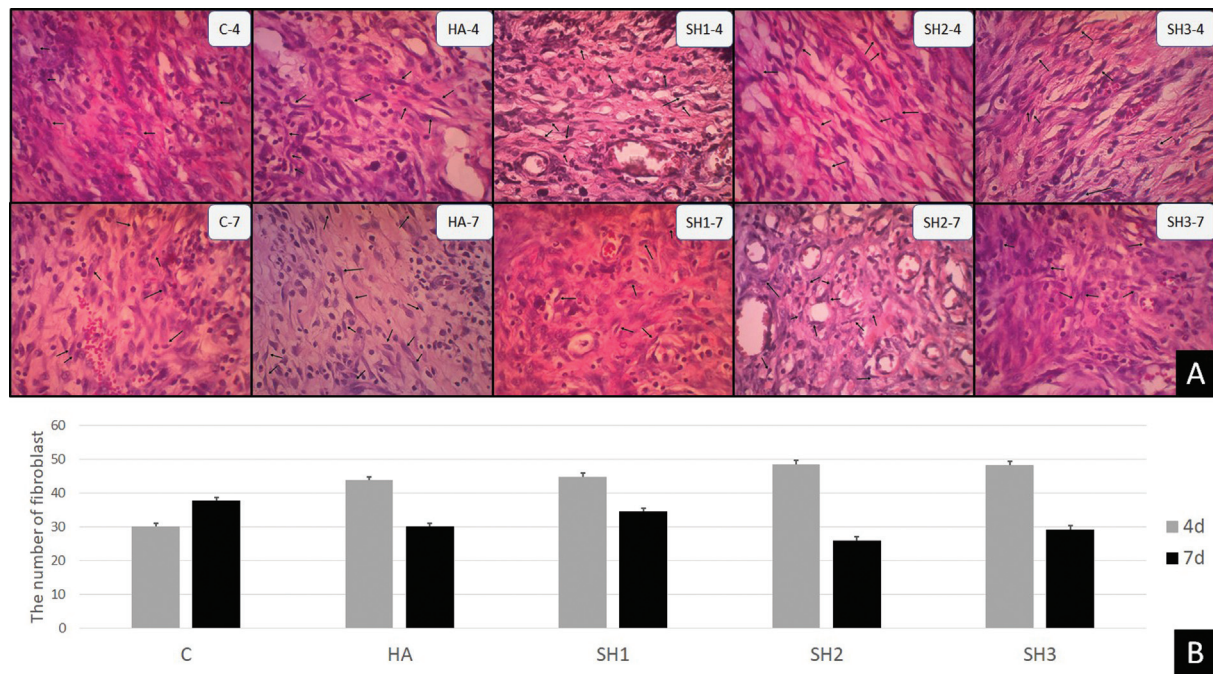 C-4
HA-4
SH1-4
SH2-4
SH3-4
C-7
HA-7
SH1-7
SH2-7
SH3-7
A
The number of fibroblast
60
50
40
30
20
10
0
C
HA
SH1
SH2
SH3
4d
7d
B